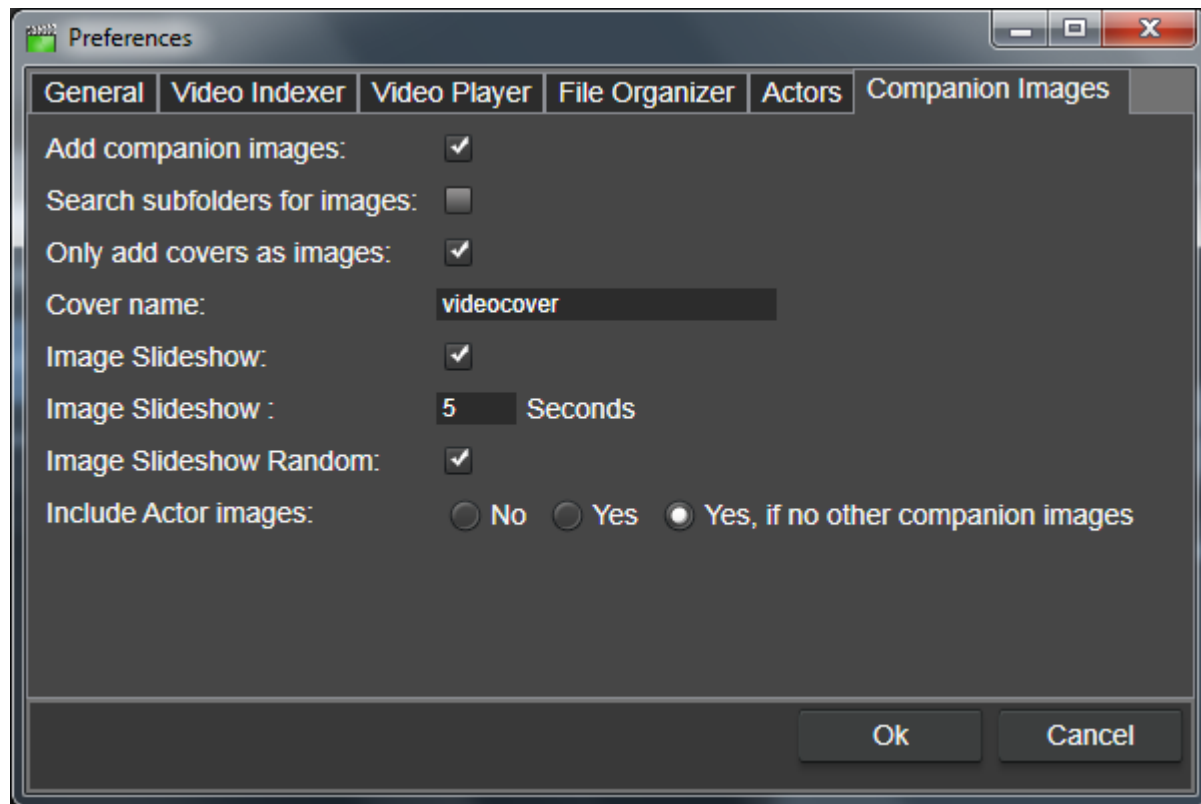 Preferences
General Video Indexer Video Player File Organizer Actors Companion Images
Add companion images:
Search subfolders for images:
Only add covers as images:
Cover name: videocover
Image Slideshow:
Image Slideshow : 5 Seconds
Image Slideshow Random:
Include Actor images: No Yes Yes, if no other companion images
Ok Cancel